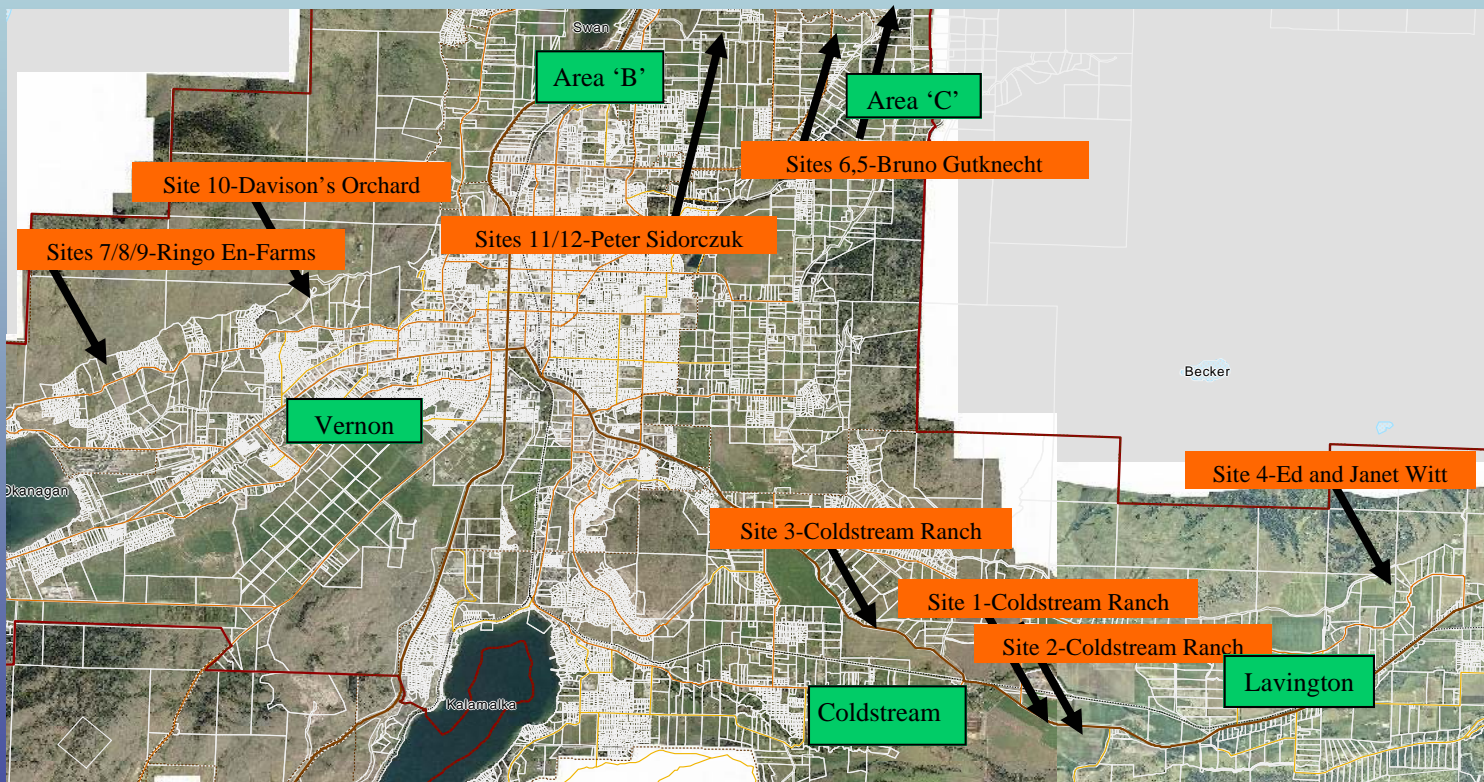 Swan
Area ‘B’
Area ‘C’
Sites 6,5-Bruno Gutknecht
Site 10-Davison’s Orchard
Sites 11/12-Peter Sidorczuk
Sites 7/8/9-Ringo En-Farms
Becker
Vernon
Site 4-Ed and Janet Witt
Okanagan
Site 3-Coldstream Ranch
Site 1-Coldstream Ranch
Site 2-Coldstream Ranch
Lavington
Kalamalka
Coldstream